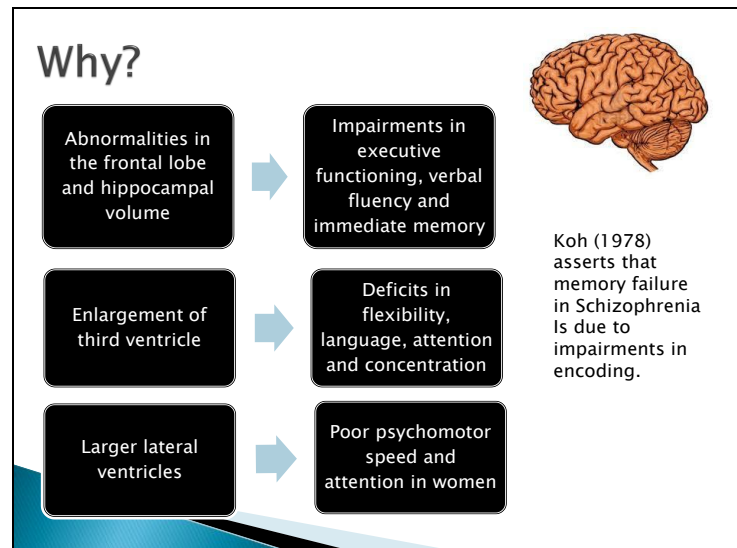 Why?
Abnormalities in
the frontal lobe
and hippocampal
volume
Impairments in
executive
functioning, verbal
fluency and
immediate memory
Enlargement of
third ventricle
Deficits in
flexibility,
language, attention
and concentration
Larger lateral
ventricles
Poor psychomotor
speed and
attention in women
Koh (1978)
asserts that
memory failure
in Schizophrenia
Is due to
impairments in
encoding.